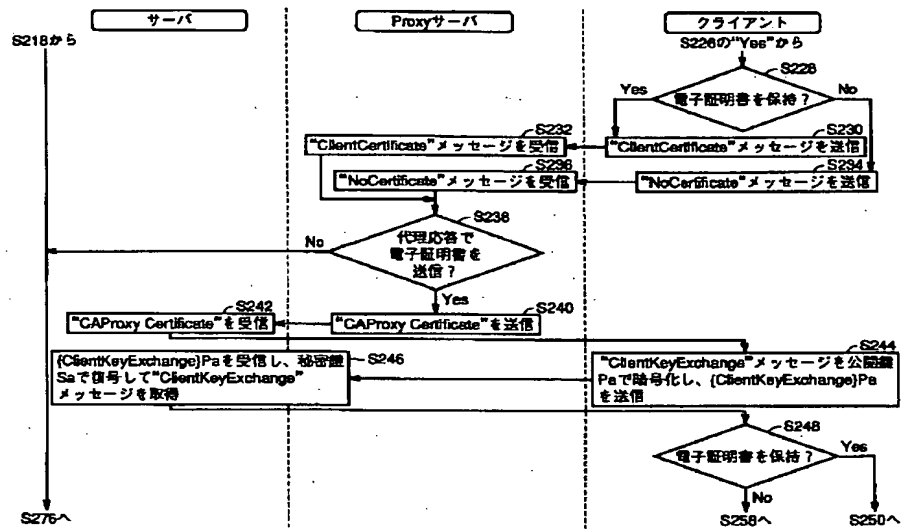 サーバ
Proxyサーバ
クライアント
S218から
S226の"Yes"から
S228
電子証明書を保持？
Yes
No
S232
"ClientCertificate"メッセージを受信
S230
"ClientCertificate"メッセージを送信
S236
"NoCertificate"メッセージを受信
S234
"NoCertificate"メッセージを送信
S238
代理応答で
電子証明書を
送信？
No
Yes
S242
"CAProxy Certificate"を受信
S240
"CAProxy Certificate"を送信
S246
{ClientKeyExchange}Paを受信し、秘密鍵
Saで復号して"ClientKeyExchange"
メッセージを取得
S244
"ClientKeyExchange"メッセージを公開鍵
Paで暗号化し、{ClientKeyExchange}Pa
を送信
S248
電子証明書を保持？
Yes
No
S276へ
S258へ
S250へ